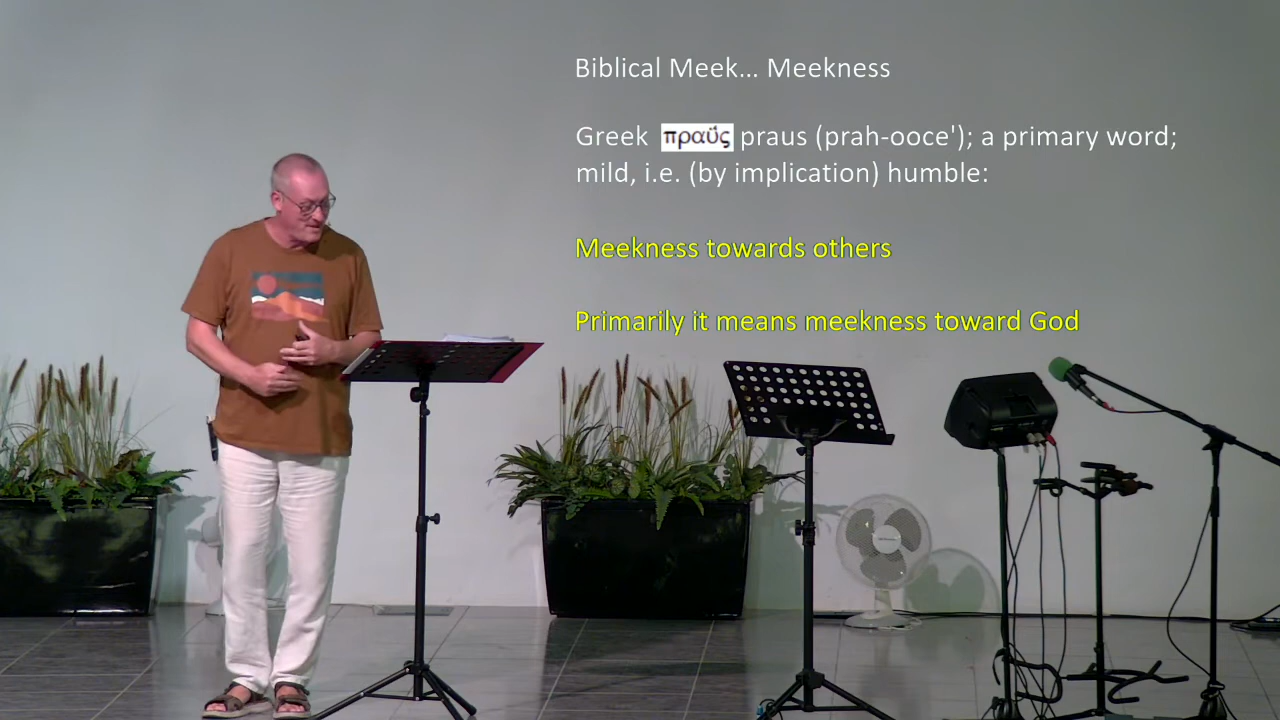 Biblical Meek... Meekness
Greek πραΰς praus (prah-ooce'); a primary word;
mild, i.e. (by implication) humble:
Meekness towards others
Primarily it means meekness toward God